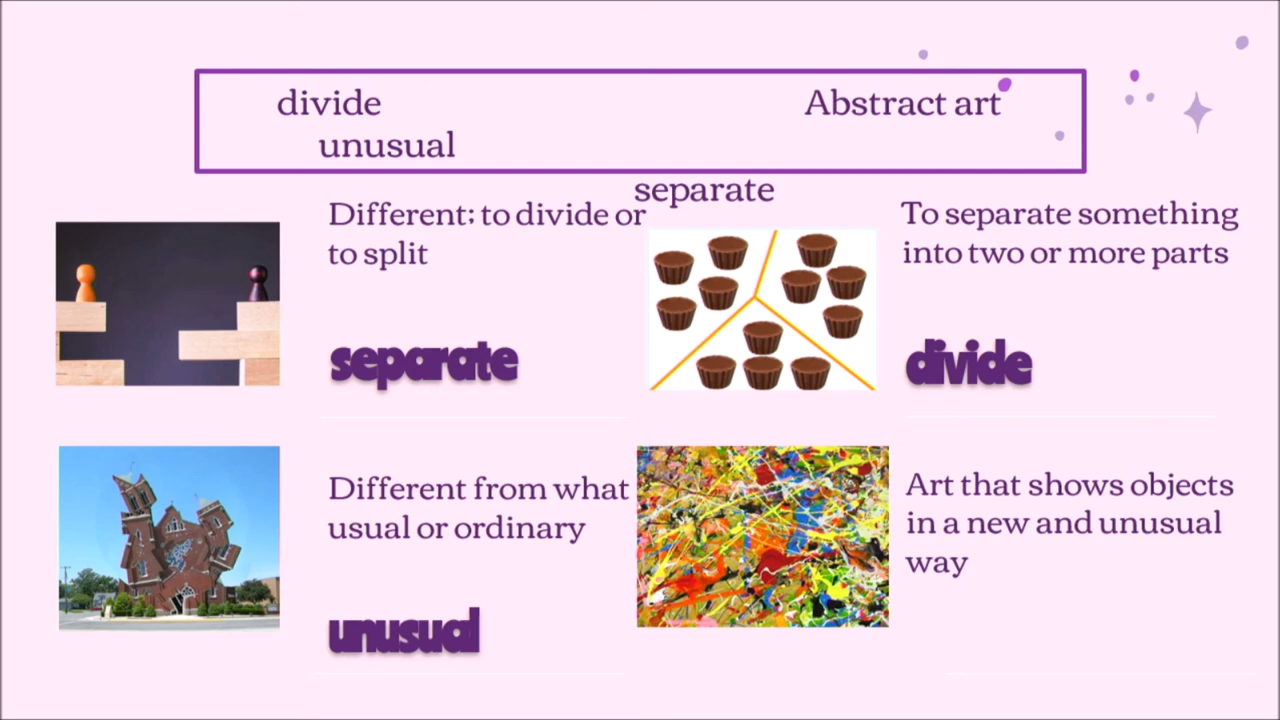 divide
Abstract art
unusual
separate
Different; to divide or
to split
separate
To separate something
into two or more parts
divide
Different from what
usual or ordinary
unusual
Art that shows objects
in a new and unusual
way